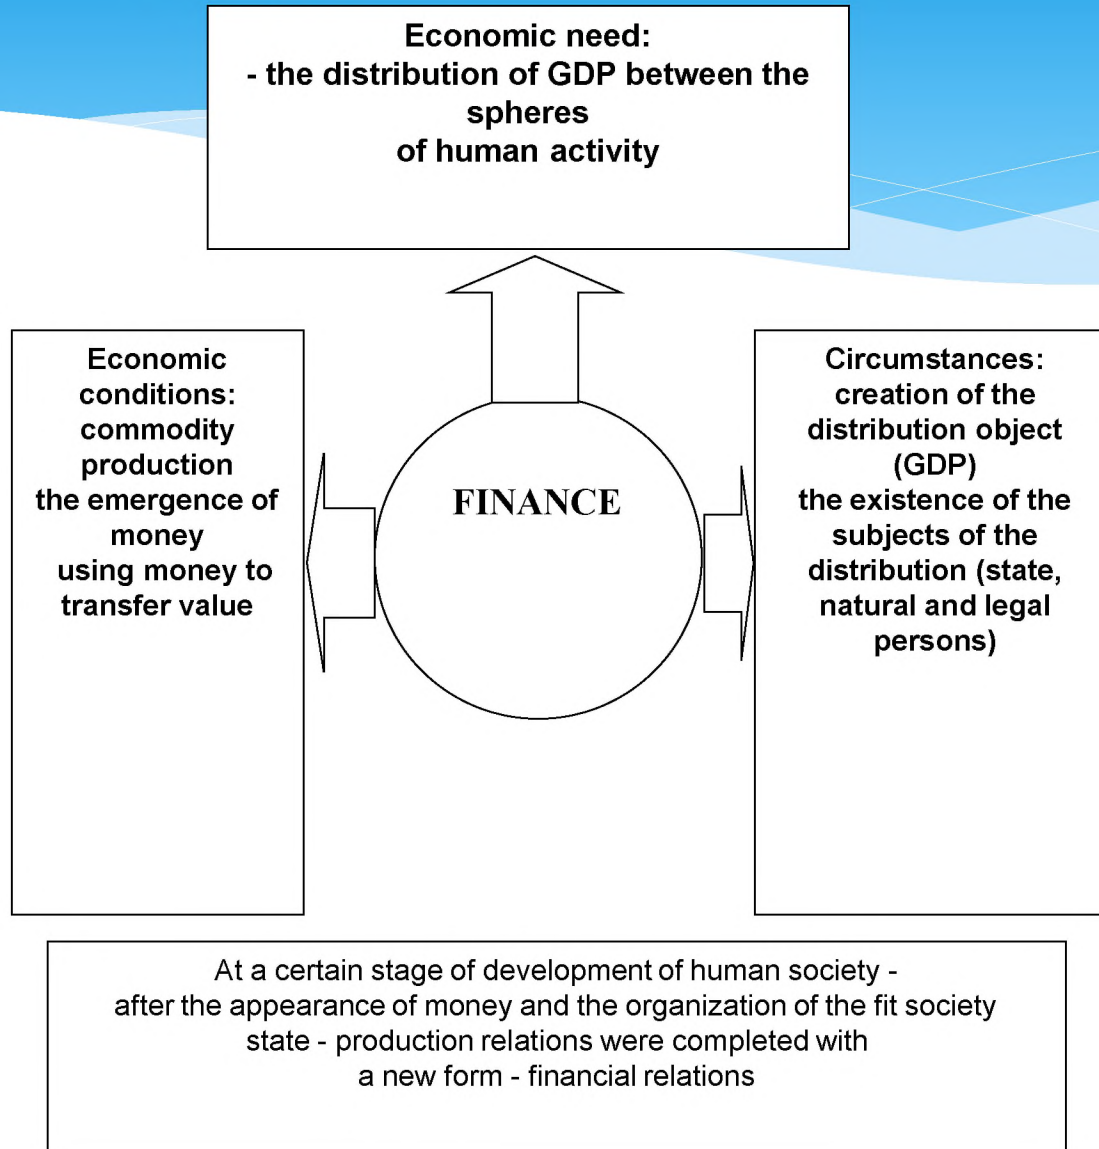 Economic need:
- the distribution of GDP between the
spheres
of human activity
Economic
conditions:
commodity
production
the emergence of
money
using money to
transfer value
FINANCE
Circumstances:
creation of the
distribution object
(GDP)
the existence of the
subjects of the
distribution (state,
natural and legal
persons)
At a certain stage of development of human society -
after the appearance of money and the organization of the fit society
state - production relations were completed with
a new form - financial relations